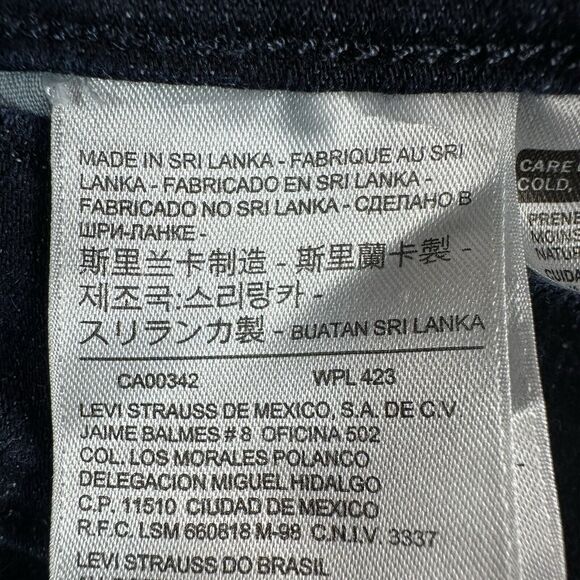 MADE IN SRI LANKA - FABRIQUE AU SRI
LANKA - FABRICADO EN SRI LANKA -
FABRICADO NO SRI LANKA - СДЕЛАНО В
ШРИ-ЛАНКЕ -
斯里兰卡制造 - 斯里蘭卡製 -
제조국:스리랑카 -
スリランカ製 - BUATAN SRI LANKA
CA00342 WPL 423
LEVI STRAUSS DE MEXICO, S.A. DE C.V
JAIME BALMES # 8 OFICINA 502
COL. LOS MORALES POLANCO
DELEGACION MIGUEL HIDALGO
C.P. 11510 CIUDAD DE MEXICO
R.F.C. LSM 660818 M-98 C.N.I.V. 3337
LEVI STRAUSS DO BRASIL
CARE
COLD,
PRENE
MOINS
NATUR
CUIDA